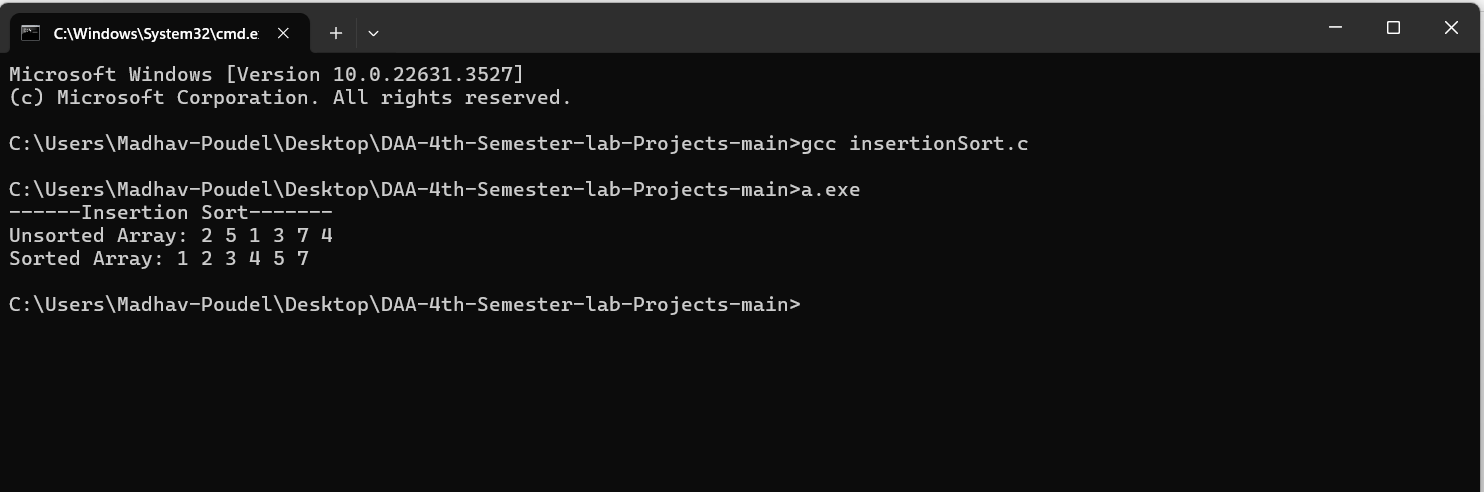 C:\Windows\System32\cmd.e
Microsoft Windows [Version 10.0.22631.3527]
(c) Microsoft Corporation. All rights reserved.
C:\Users\Madhav-Poudel\Desktop\DAA-4th-Semester-lab-Projects-main>gcc insertionSort.c
C:\Users\Madhav-Poudel\Desktop\DAA-4th-Semester-lab-Projects-main>a.exe
------Insertion Sort-------
Unsorted Array: 2 5 1 3 7 4
Sorted Array: 1 2 3 4 5 7
C:\Users\Madhav-Poudel\Desktop\DAA-4th-Semester-lab-Projects-main>